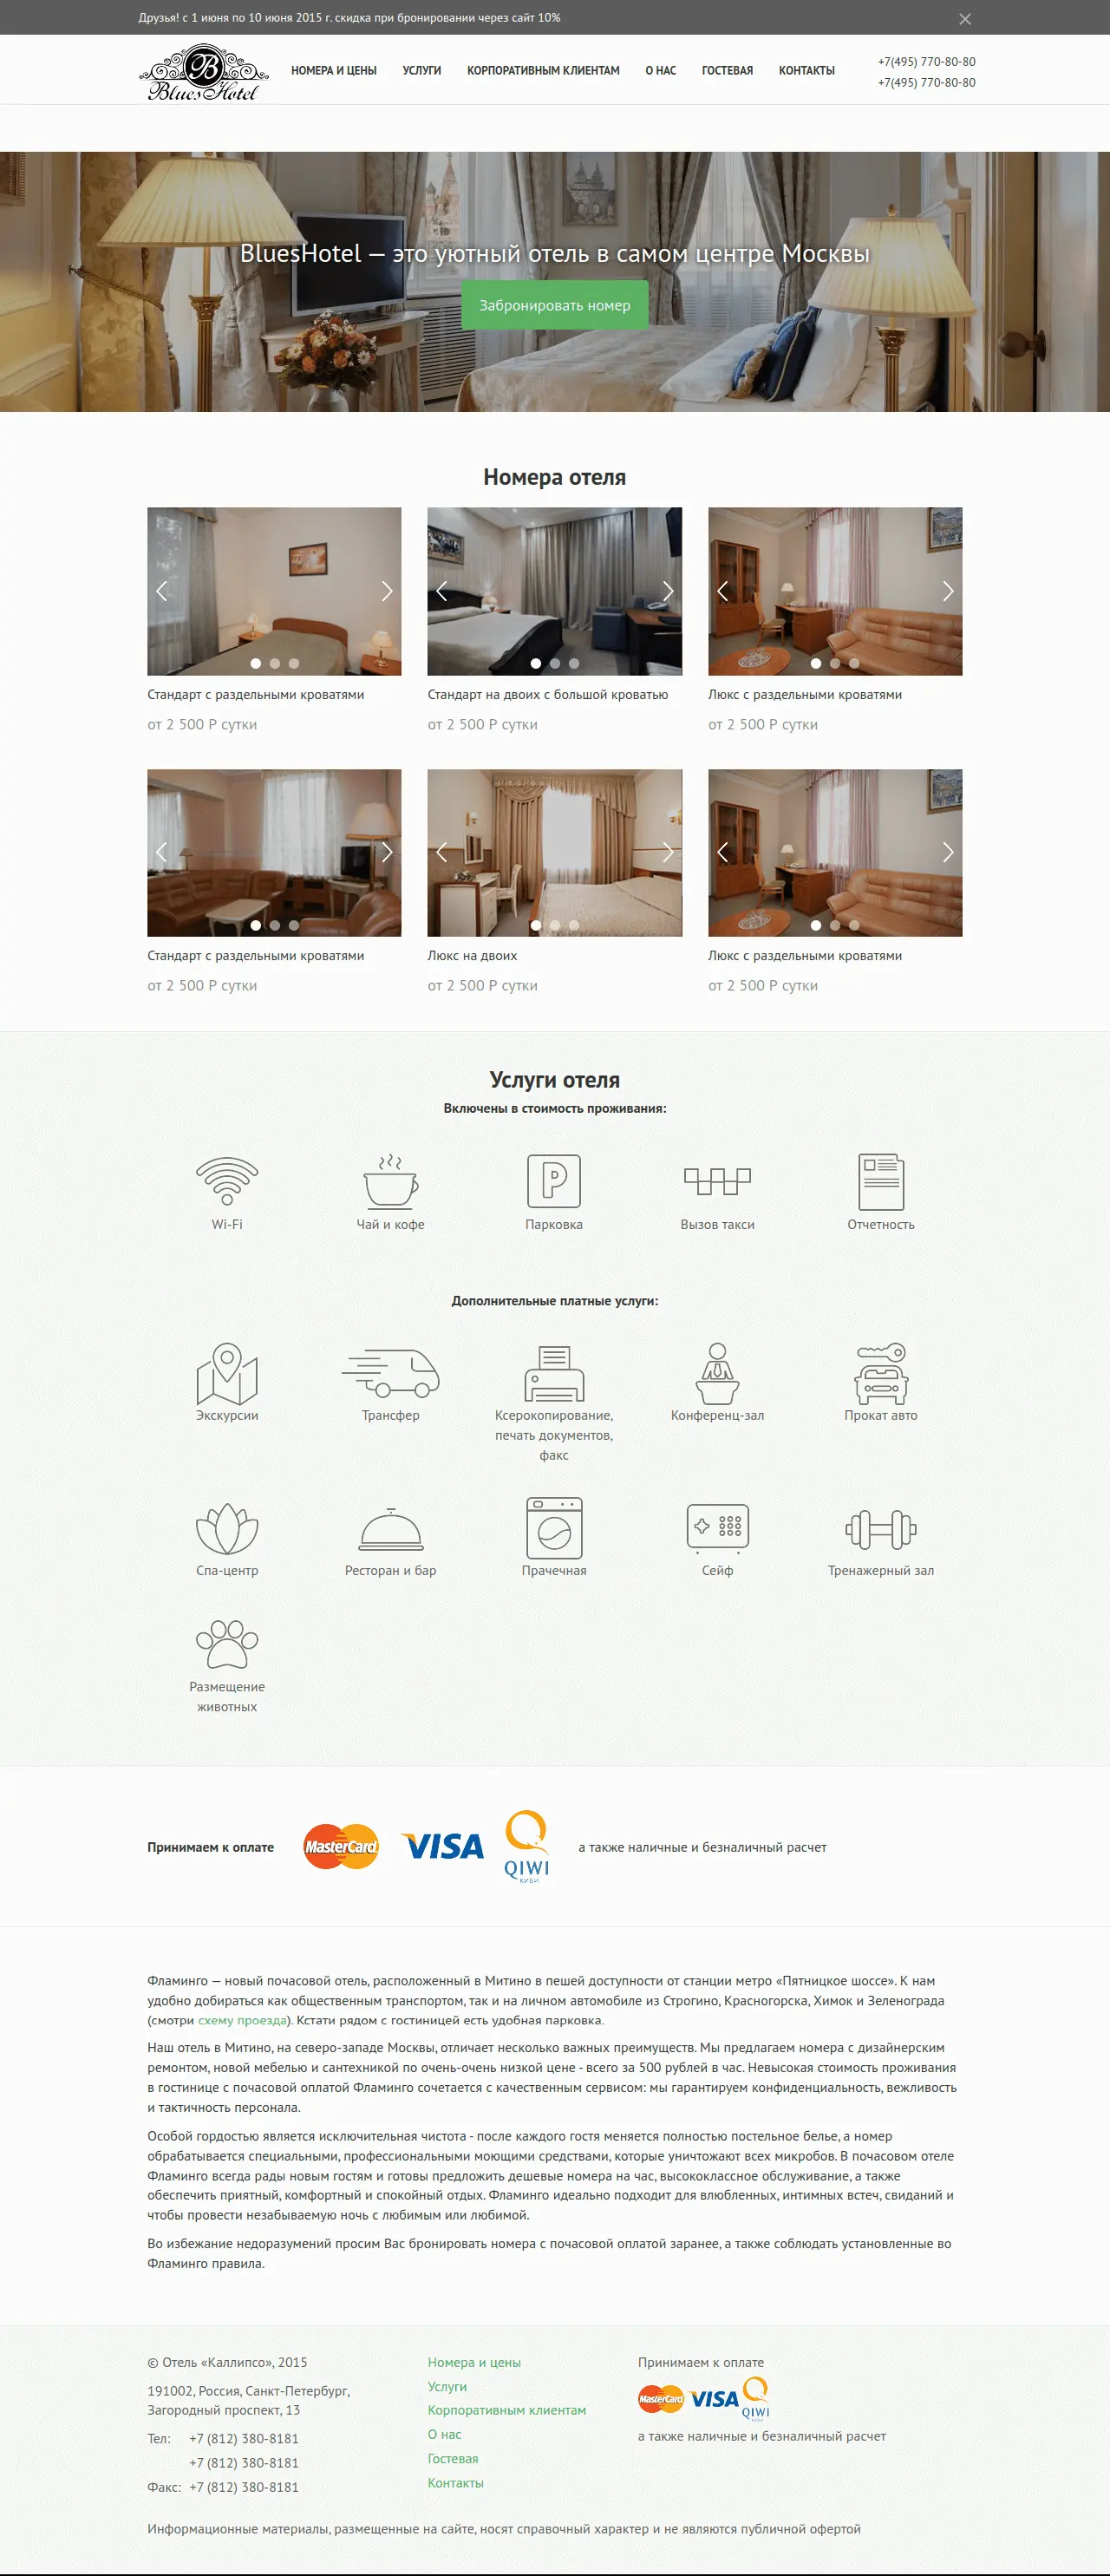 Друзья! с 1 июня по 10 июня 2015 г. скидка при бронировании через сайт 10%
B
Blues Hotel
НОМЕРА И ЦЕНЫ УСЛУГИ КОРПОРАТИВНЫМ КЛИЕНТАМ О НАС ГОСТЕВАЯ КОНТАКТЫ
+7(495) 770-80-80
+7(495) 770-80-80
BluesHotel — это уютный отель в самом центре Москвы
Забронировать номер
Номера отеля
Стандарт с раздельными кроватями Стандарт на двоих с большой кроватью Люкс с раздельными кроватями
от 2 500 Р сутки от 2 500 Р сутки от 2 500 Р сутки
Стандарт с раздельными кроватями Люкс на двоих Люкс с раздельными кроватями
от 2 500 Р сутки от 2 500 Р сутки от 2 500 Р сутки
Услуги отеля
Включены в стоимость проживания:
P
Wi-Fi Чай и кофе Парковка Вызов такси Отчетность
Дополнительные платные услуги:
Экскурсии Трансфер Ксерокопирование, Конференц-зал Прокат авто
печать документов,
факс
Спа-центр Ресторан и бар Прачечная Сейф Тренажерный зал
Размещение
животных
Принимаем к оплате MasterCard VISA QIWI КИВИ а также наличные и безналичный расчет
Фламинго — новый почасовой отель, расположенный в Митино в пешей доступности от станции метро «Пятницкое шоссе». К нам
удобно добираться как общественным транспортом, так и на личном автомобиле из Строгино, Красногорска, Химок и Зеленограда
(смотри схему проезда). Кстати рядом с гостиницей есть удобная парковка.
Наш отель в Митино, на северо-западе Москвы, отличает несколько важных преимуществ. Мы предлагаем номера с дизайнерским
ремонтом, новой мебелью и сантехникой по очень-очень низкой цене - всего за 500 рублей в час. Невысокая стоимость проживания
в гостинице с почасовой оплатой Фламинго сочетается с качественным сервисом: мы гарантируем конфиденциальность, вежливость
и тактичность персонала.
Особой гордостью является исключительная чистота - после каждого гостя меняется полностью постельное белье, а номер
обрабатывается специальными, профессиональными моющими средствами, которые уничтожают всех микробов. В почасовом отеле
Фламинго всегда рады новым гостям и готовы предложить дешевые номера на час, высококлассное обслуживание, а также
обеспечить приятный, комфортный и спокойный отдых. Фламинго идеально подходит для влюбленных, интимных встеч, свиданий и
чтобы провести незабываемую ночь с любимым или любимой.
Во избежание недоразумений просим Вас бронировать номера с почасовой оплатой заранее, а также соблюдать установленные во
Фламинго правила.
© Отель «Каллипсо», 2015
191002, Россия, Санкт-Петербург,
Загородный проспект, 13
Тел: +7 (812) 380-8181
+7 (812) 380-8181
Факс: +7 (812) 380-8181
Номера и цены
Услуги
Корпоративным клиентам
О нас
Гостевая
Контакты
Принимаем к оплате
MasterCard VISA QIWI
а также наличные и безналичный расчет
Информационные материалы, размещенные на сайте, носят справочный характер и не являются публичной офертой